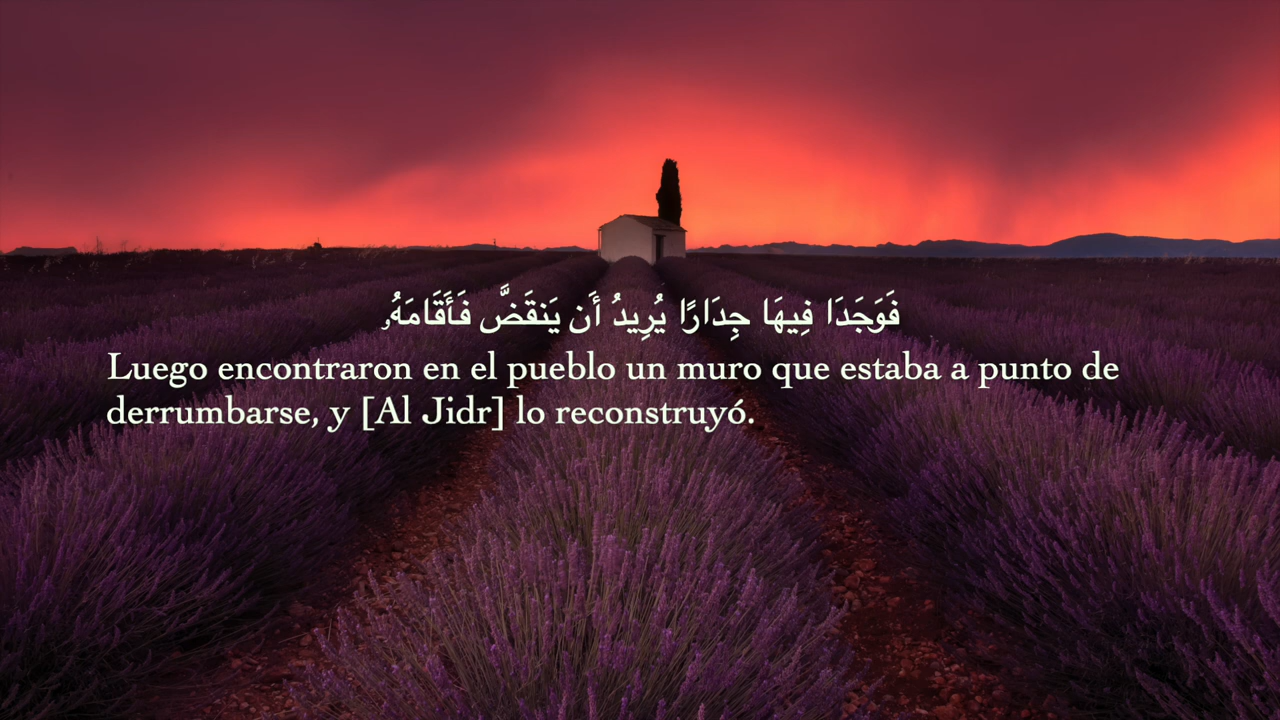 فَوَجَدَا فِيهَا جِدَارًا يُرِيدُ أَن يَنقَضَّ فَأَقَامَهُۥ
Luego encontraron en el pueblo un muro que estaba a punto de
derrumbarse, y [Al Jidr] lo reconstruyó.